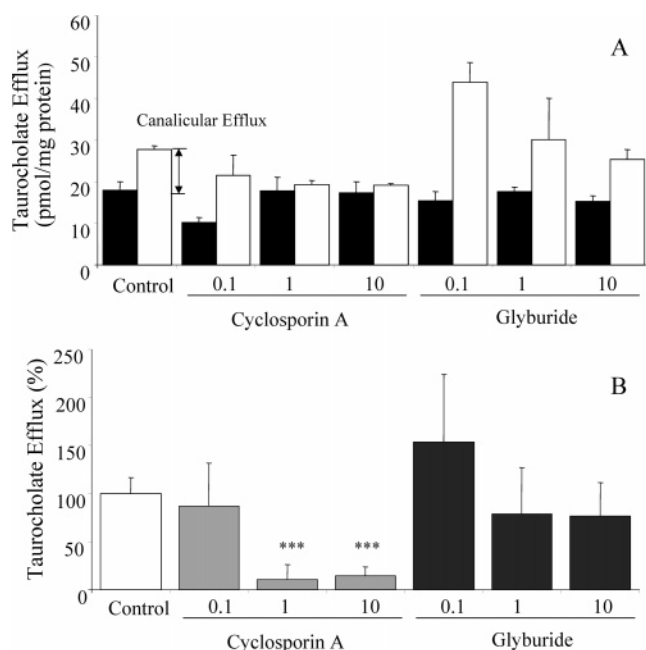 A
Taurocholate Efflux
(pmol/mg protein)
60
50
40
30
20
10
0
Canalicular Efflux
Control
0.1
1
10
0.1
1
10
Cyclosporin A
Glyburide
B
Taurocholate Efflux (%)
250
200
150
100
50
0
***
***
Control
0.1
1
10
0.1
1
10
Cyclosporin A
Glyburide